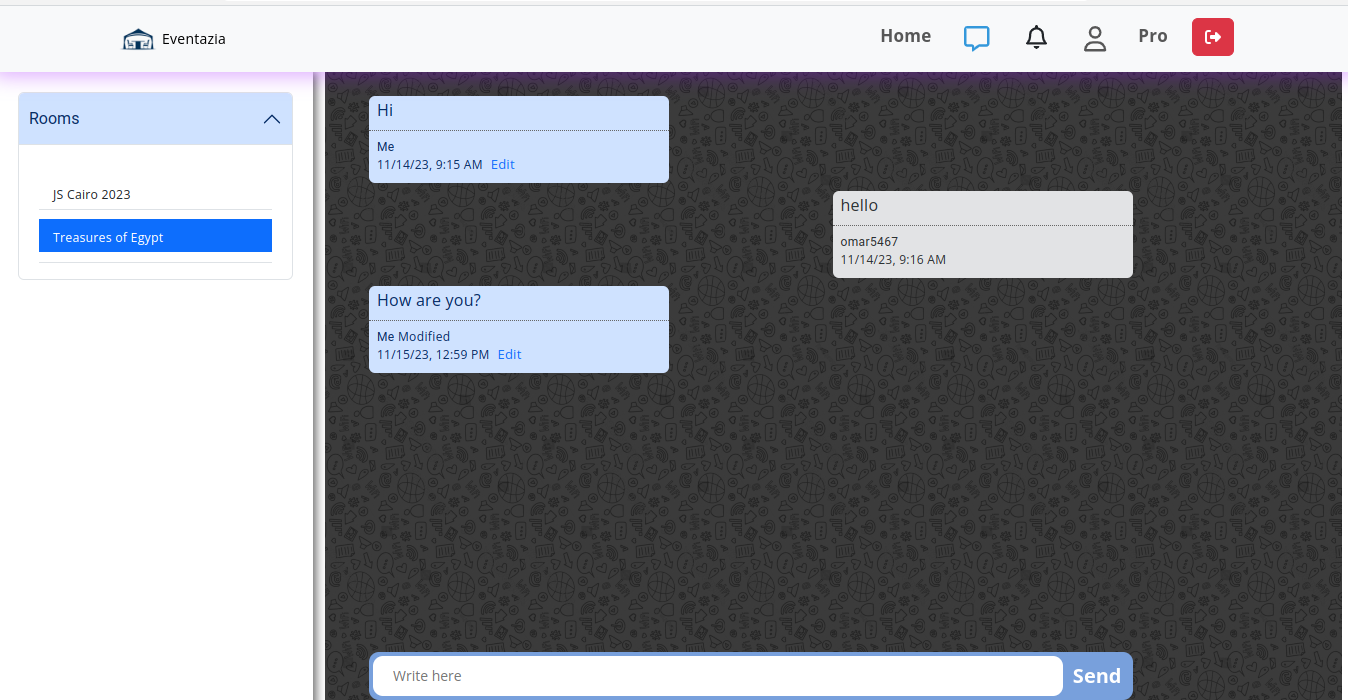 Eventazia
Home
Pro
Rooms
JS Cairo 2023
Treasures of Egypt
Hi
Me
11/14/23, 9:15 AM Edit
hello
omar5467
11/14/23, 9:16 AM
How are you?
Me Modified
11/15/23, 12:59 PM Edit
Write here
Send